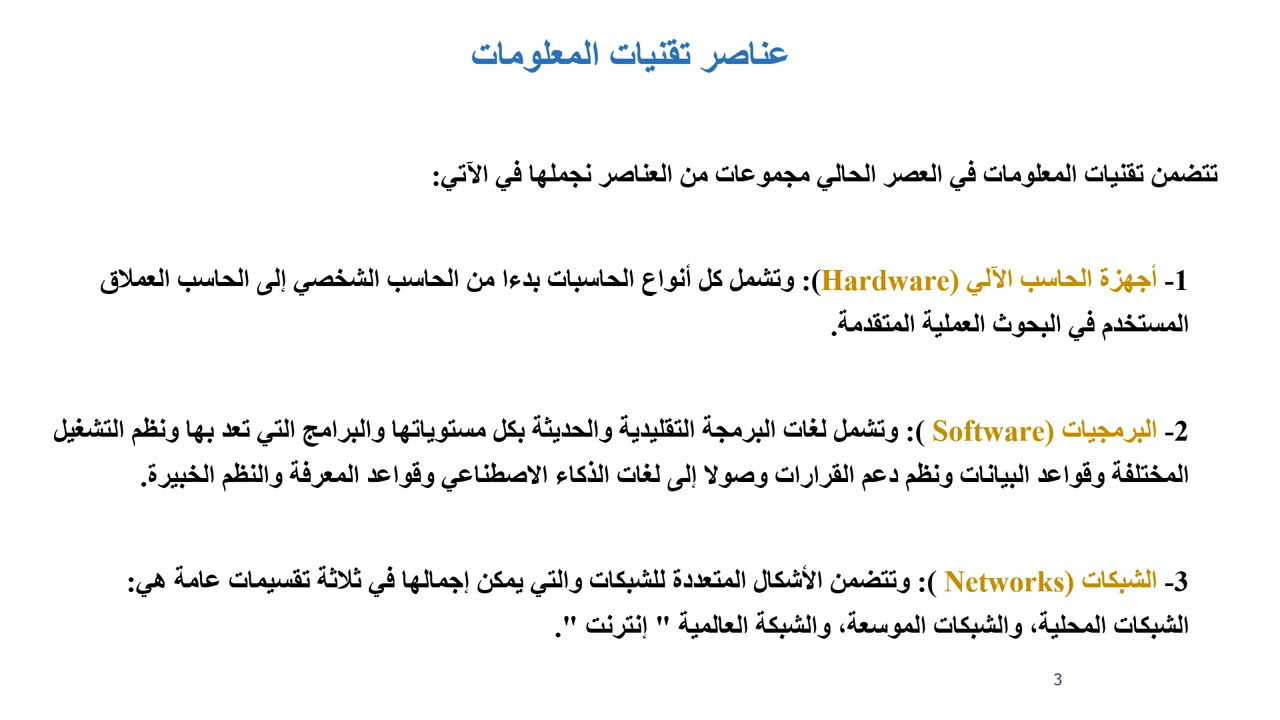 عناصر تقنيات المعلومات
تتضمن تقنيات المعلومات في العصر الحالي مجموعات من العناصر نجملها في الآتي:
1- أجهزة الحاسب الآلي (Hardware): وتشمل كل أنواع الحاسبات بدءا من الحاسب الشخصي إلى الحاسب العملاق
المستخدم في البحوث العملية المتقدمة.
2- البرمجيات (Software ): وتشمل لغات البرمجة التقليدية والحديثة بكل مستوياتها والبرامج التي تعد بها ونظم التشغيل
المختلفة وقواعد البيانات ونظم دعم القرارات وصولا إلى لغات الذكاء الاصطناعي وقواعد المعرفة والنظم الخبيرة.
3- الشبكات (Networks ): وتتضمن الأشكال المتعددة للشبكات والتي يمكن إجمالها في ثلاثة تقسيمات عامة هي:
الشبكات المحلية، والشبكات الموسعة، والشبكة العالمية " إنترنت ".
3